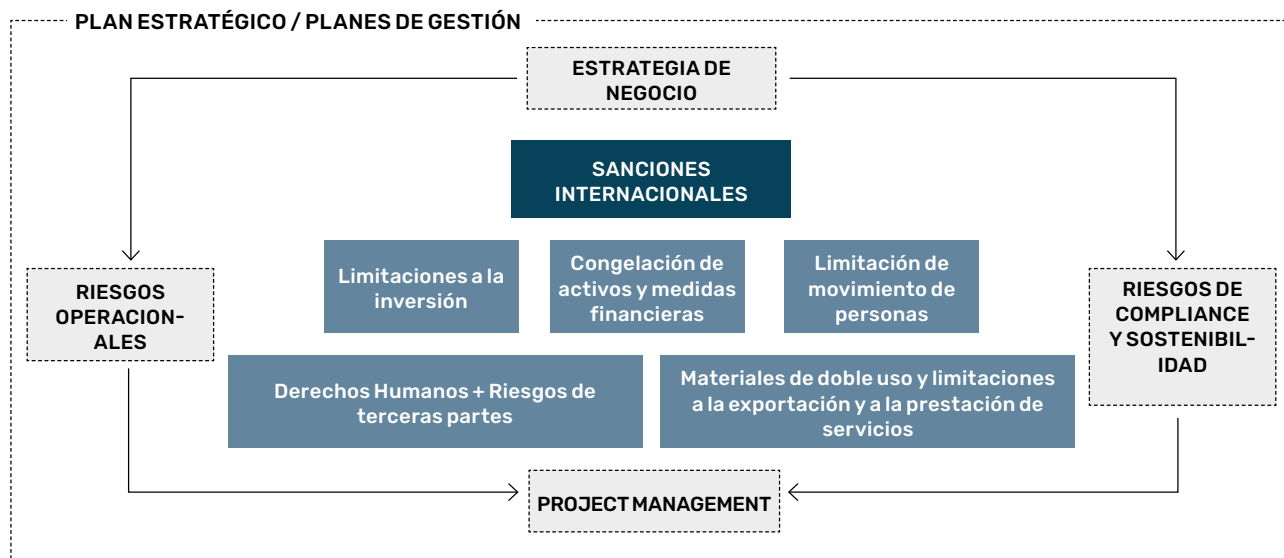 PLAN ESTRATÉGICO / PLANES DE GESTIÓN
ESTRATEGIA DE
NEGOCIO
SANCIONES
INTERNACIONALES
Limitaciones a la
inversión
Congelación de
activos y medidas
financieras
Limitación de
movimiento de
personas
RIESGOS
OPERACION-
ALES
RIESGOS DE
COMPLIANCE
Y SOSTENIBIL-
IDAD
Derechos Humanos + Riesgos de
terceras partes
Materiales de doble uso y limitaciones
a la exportación y a la prestación de
servicios
PROJECT MANAGEMENT